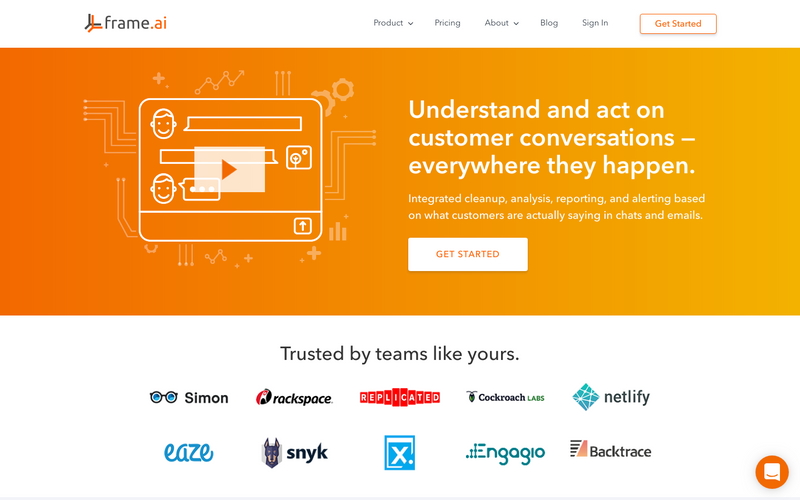 frame.ai
Product
Pricing
About
Blog
Sign In
Get Started
Understand and act on
customer conversations —
everywhere they happen.
Integrated cleanup, analysis, reporting, and alerting based
on what customers are actually saying in chats and emails.
GET STARTED
Trusted by teams like yours.
Simon
rackspace.
REPLICATED
Cockroach LABS
netlify
eaze
snyk
X.
Engagio
Backtrace